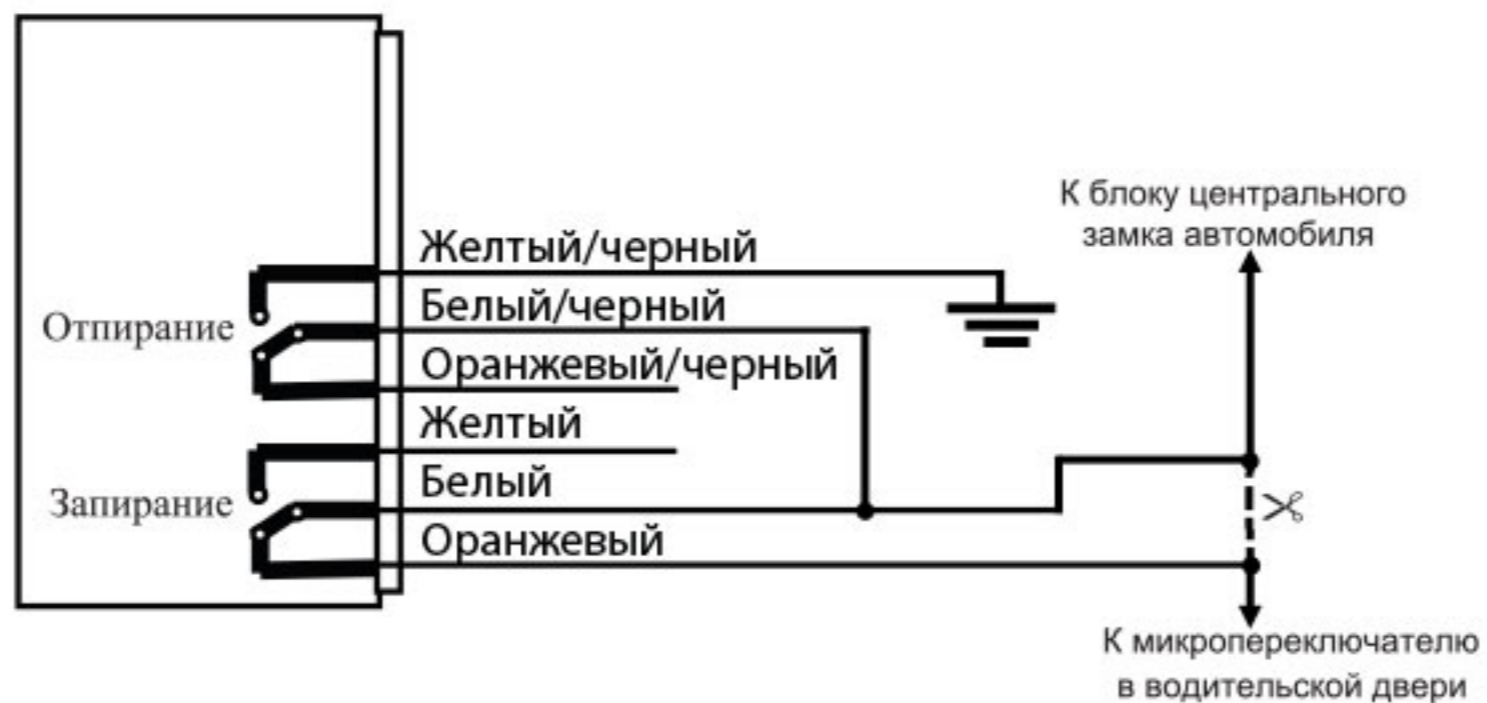 К блоку центрального
замка автомобиля
Желтый/черный
Белый/черный
Отпирание
Оранжевый/черный
Желтый
Белый
Запирание
Оранжевый
К микропереключателю
в водительской двери